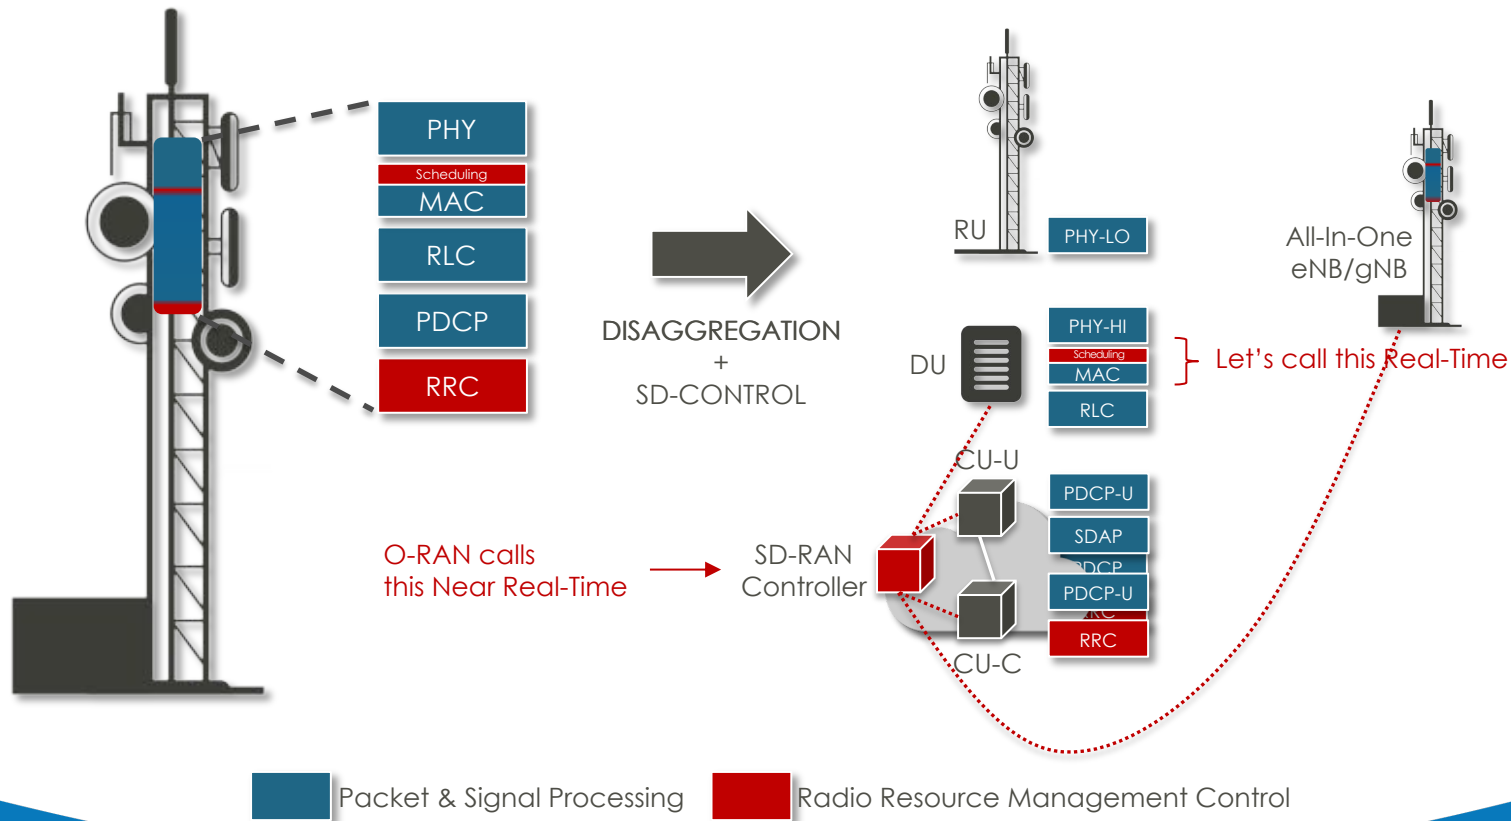 PHY
Scheduling
MAC
RLC
PDCP
RRC
DISAGGREGATION
+
SD-CONTROL
RU
PHY-LO
All-In-One
eNB/gNB
DU
PHY-HI
Scheduling
MAC
RLC
Let's call this Real-Time
CU-U
PDCP-U
SDAP
PDCP
PDCP-U
RRC
CU-C
O-RAN calls
this Near Real-Time
SD-RAN
Controller
Packet & Signal Processing
Radio Resource Management Control